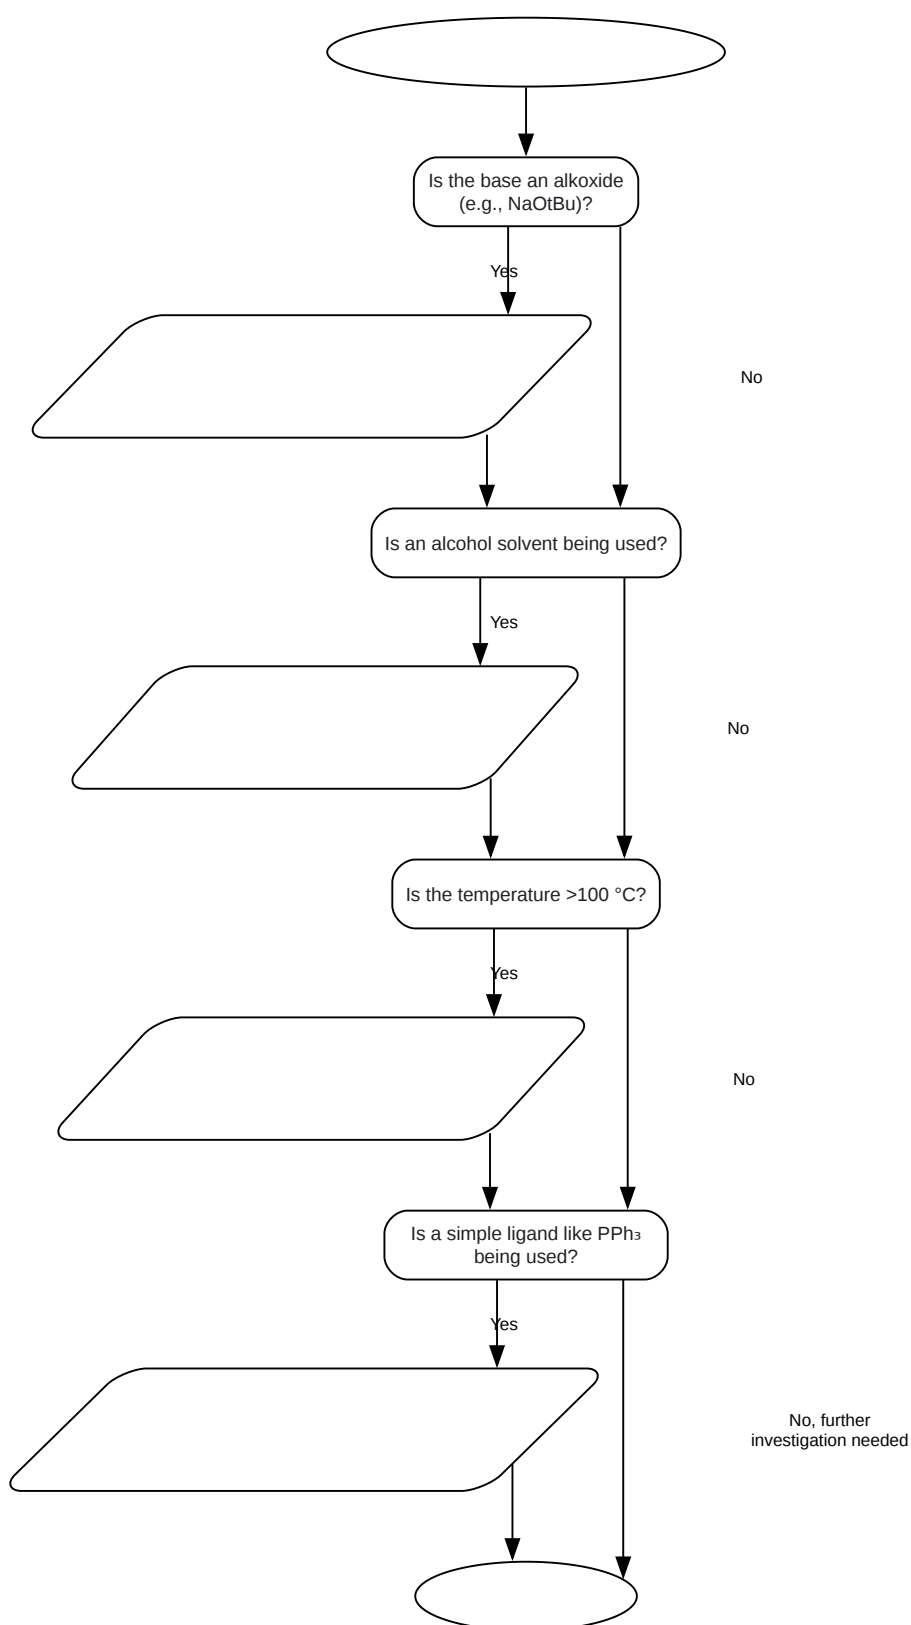 Is the base an alkoxide
(e.g., NaOtBu)?
Yes
No
Is an alcohol solvent being used?
Yes
No
Is the temperature >100 °C?
Yes
No
Is a simple ligand like PPh₃
being used?
Yes
No, further
investigation needed